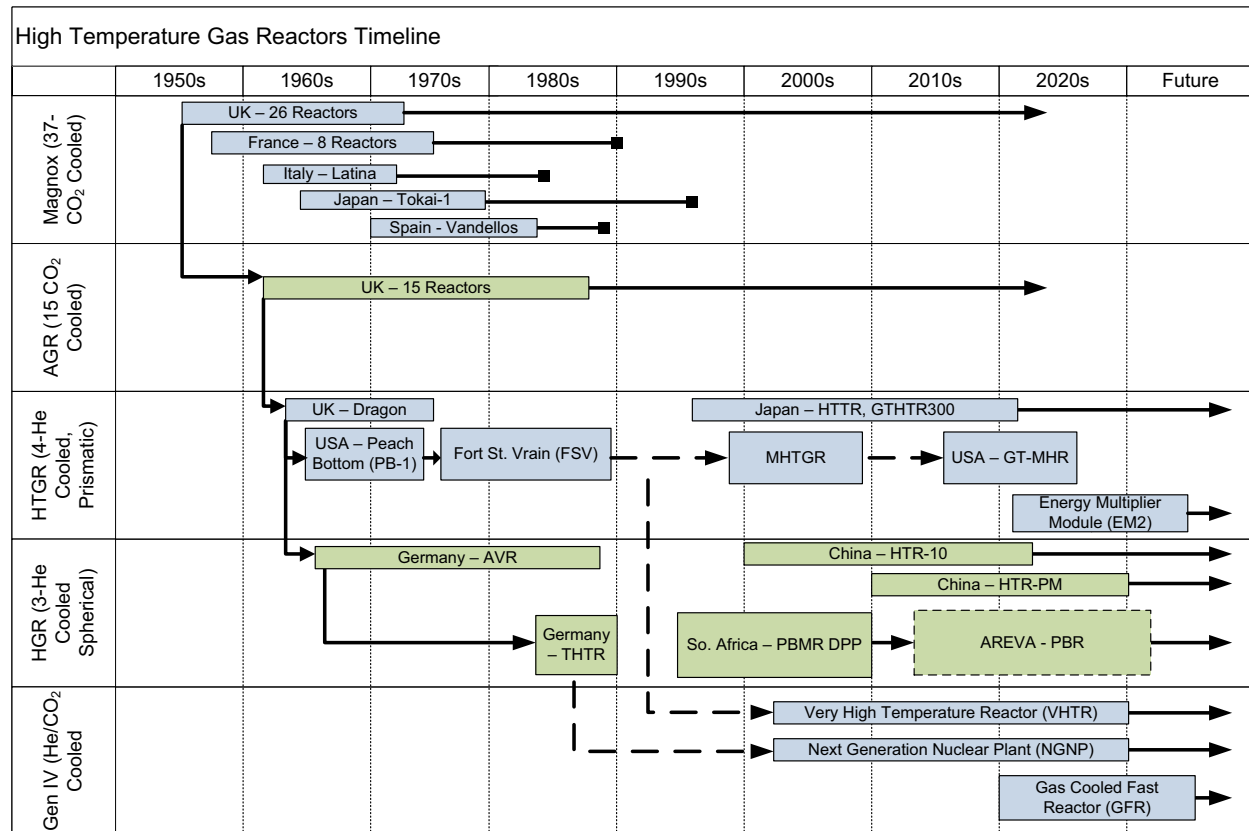 High Temperature Gas Reactors Timeline
1950s 1960s 1970s 1980s 1990s 2000s 2010s 2020s Future
Magnox (37-
CO₂ Cooled)
UK – 26 Reactors
France – 8 Reactors
Italy – Latina
Japan – Tokai-1
Spain - Vandellos
AGR (15 CO₂
Cooled)
UK – 15 Reactors
HTGR (4-He
Cooled,
Prismatic)
UK – Dragon
Japan – HTTR, GTHTR300
USA – Peach
Bottom (PB-1)
Fort St. Vrain (FSV)
MHTGR
USA – GT-MHR
Energy Multiplier
Module (EM2)
HGR (3-He
Cooled
Spherical)
Germany – AVR
China – HTR-10
China – HTR-PM
Germany
– THTR
So. Africa – PBMR DPP
AREVA - PBR
Gen IV (He/CO₂
Cooled
Very High Temperature Reactor (VHTR)
Next Generation Nuclear Plant (NGNP)
Gas Cooled Fast
Reactor (GFR)